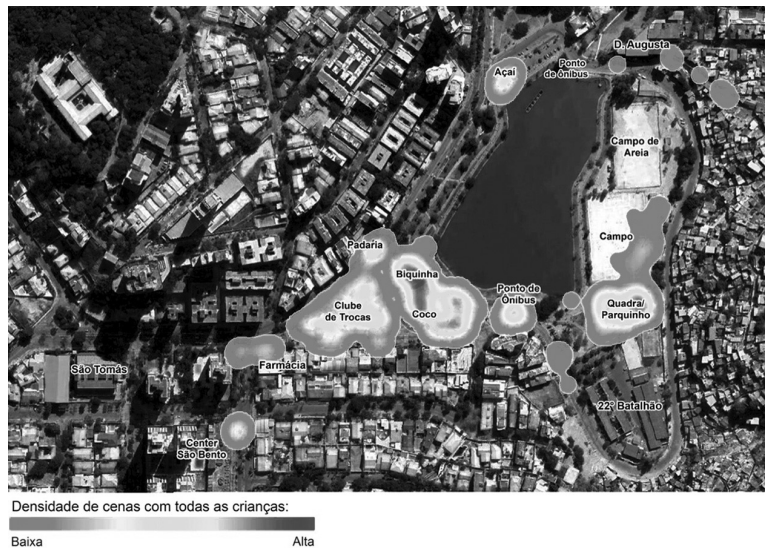 D. Augusta
Açaí
Ponto
de ônibus
Campo de
Areia
Campo
Padaria
Biquinha
Ponto de
Ônibus
Clube
de Trocas
Coco
Quadra/
Parquinho
São Tomás
Farmácia
22º Batalhão
Center
São Bento
Densidade de cenas com todas as crianças:
Baixa
Alta